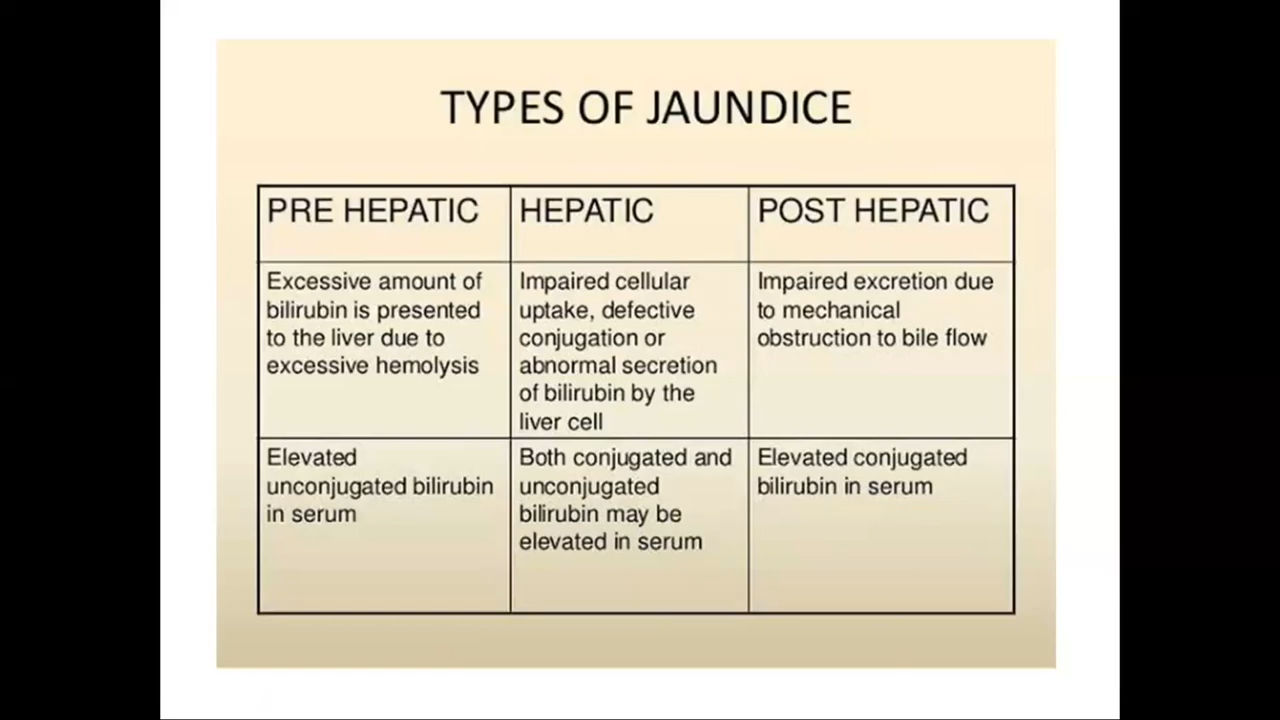 TYPES OF JAUNDICE
PRE HEPATIC
HEPATIC
POST HEPATIC
Excessive amount of
bilirubin is presented
to the liver due to
excessive hemolysis
Impaired cellular
uptake, defective
conjugation or
abnormal secretion
of bilirubin by the
liver cell
Impaired excretion due
to mechanical
obstruction to bile flow
Elevated
unconjugated bilirubin
in serum
Both conjugated and
unconjugated
bilirubin may be
elevated in serum
Elevated conjugated
bilirubin in serum